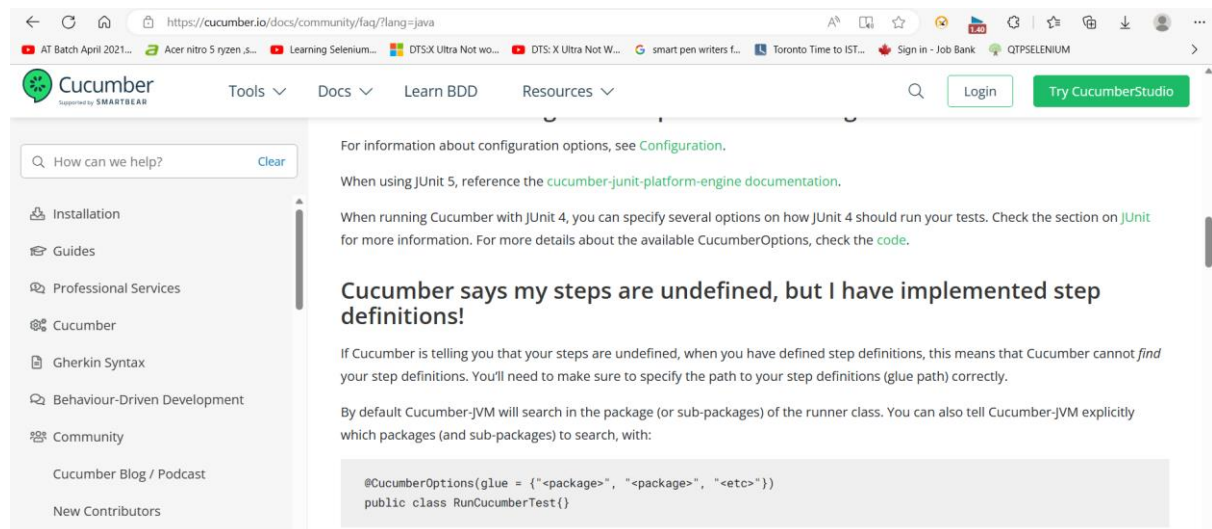 https://cucumber.io/docs/community/faq/?lang=java
1.40
AT Batch April 2021...
Acer nitro 5 ryzen ,s...
Learning Selenium...
DTS:X Ultra Not wo...
DTS: X Ultra Not W...
smart pen writers f...
Toronto Time to IST...
Sign in - Job Bank
QTPSELENIUM
Cucumber
Supported by SMARTBEAR
Tools
Docs
Learn BDD
Resources
Login
Try CucumberStudio
How can we help?
Clear
Installation
Guides
Professional Services
Cucumber
Gherkin Syntax
Behaviour-Driven Development
Community
Cucumber Blog / Podcast
New Contributors
For information about configuration options, see Configuration.
When using JUnit 5, reference the cucumber-junit-platform-engine documentation.
When running Cucumber with JUnit 4, you can specify several options on how JUnit 4 should run your tests. Check the section on JUnit
for more information. For more details about the available CucumberOptions, check the code.
Cucumber says my steps are undefined, but I have implemented step
definitions!
If Cucumber is telling you that your steps are undefined, when you have defined step definitions, this means that Cucumber cannot find
your step definitions. You'll need to make sure to specify the path to your step definitions (glue path) correctly.
By default Cucumber-JVM will search in the package (or sub-packages) of the runner class. You can also tell Cucumber-JVM explicitly
which packages (and sub-packages) to search, with:
@CucumberOptions(glue = {"<package>", "<package>", "<etc>"})
public class RunCucumberTest{}